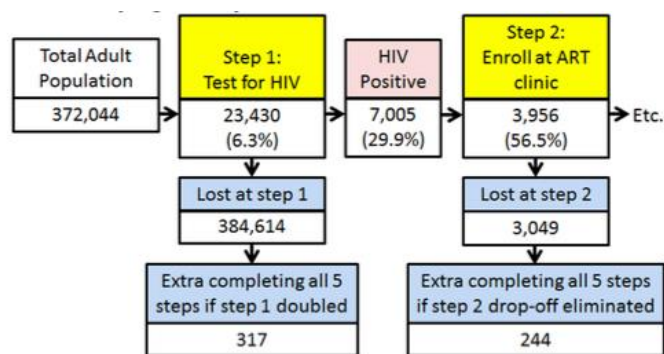 Total Adult
Population
372,044
Step 1:
Test for HIV
23,430
(6.3%)
HIV
Positive
7,005
(29.9%)
Step 2:
Enroll at ART
clinic
3,956
(56.5%)
Etc.
Lost at step 1
384,614
Lost at step 2
3,049
Extra completing all 5
steps if step 1 doubled
317
Extra completing all 5 steps
if step 2 drop-off eliminated
244